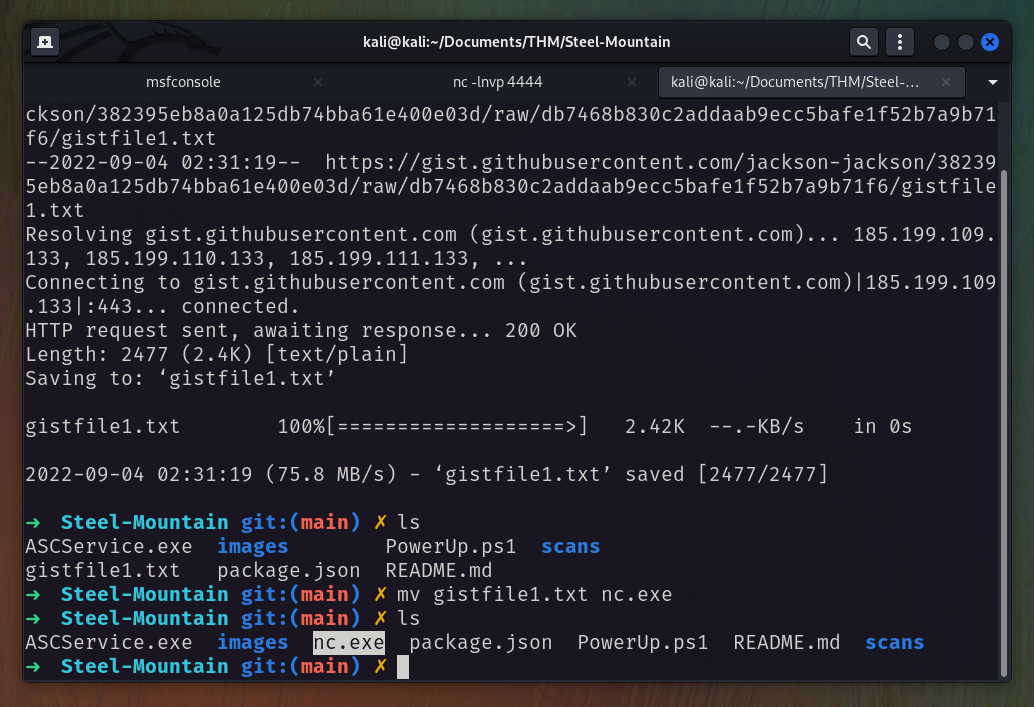 kali@kali:~/Documents/THM/Steel-Mountain
msfconsole × nc -lnvp 4444 × kali@kali:~/Documents/THM/Steel-... ×
ckson/382395eb8a0a125db74bba61e400e03d/raw/db7468b830c2addaab9ecc5bafe1f52b7a9b71
f6/gistfile1.txt
--2022-09-04 02:31:19--  https://gist.githubusercontent.com/jackson-jackson/38239
5eb8a0a125db74bba61e400e03d/raw/db7468b830c2addaab9ecc5bafe1f52b7a9b71f6/gistfile
1.txt
Resolving gist.githubusercontent.com (gist.githubusercontent.com)... 185.199.109.
133, 185.199.110.133, 185.199.111.133, ...
Connecting to gist.githubusercontent.com (gist.githubusercontent.com)|185.199.109
.133|:443... connected.
HTTP request sent, awaiting response... 200 OK
Length: 2477 (2.4K) [text/plain]
Saving to: ‘gistfile1.txt’
gistfile1.txt        100%[===================>]   2.42K  --.-KB/s    in 0s
2022-09-04 02:31:19 (75.8 MB/s) - ‘gistfile1.txt’ saved [2477/2477]
→  Steel-Mountain git:(main) ✗ ls
ASCService.exe  images        PowerUp.ps1  scans
gistfile1.txt   package.json  README.md
→  Steel-Mountain git:(main) ✗ mv gistfile1.txt nc.exe
→  Steel-Mountain git:(main) ✗ ls
ASCService.exe  images  nc.exe  package.json  PowerUp.ps1  README.md  scans
→  Steel-Mountain git:(main) ✗